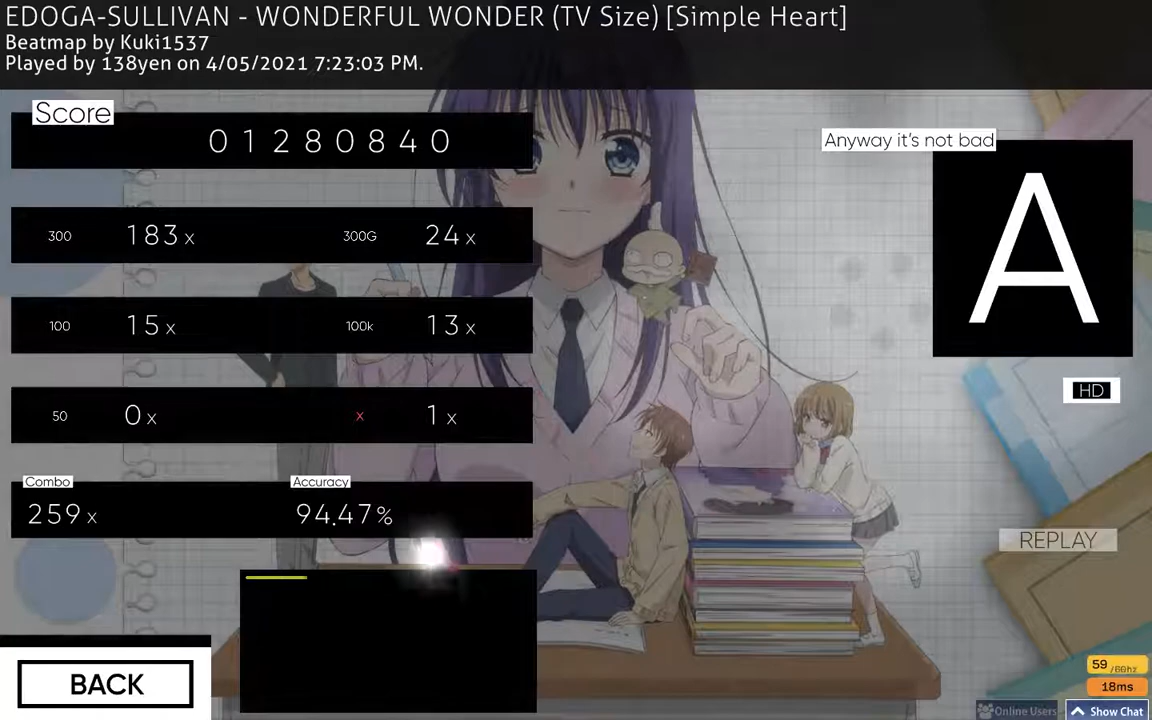 EDOGA-SULLIVAN - WONDERFUL WONDER (TV Size) [Simple Heart]
Beatmap by Kuki1537
Played by 138yen on 4/05/2021 7:23:03 PM.
Score
01280840
Anyway it's not bad
A
300 183x 300G 24x
100 15x 100k 13x
50 0x x 1x
HD
Combo Accuracy
259x 94.47%
REPLAY
BACK
59 /60hz
18ms
Online Users
Show Chat